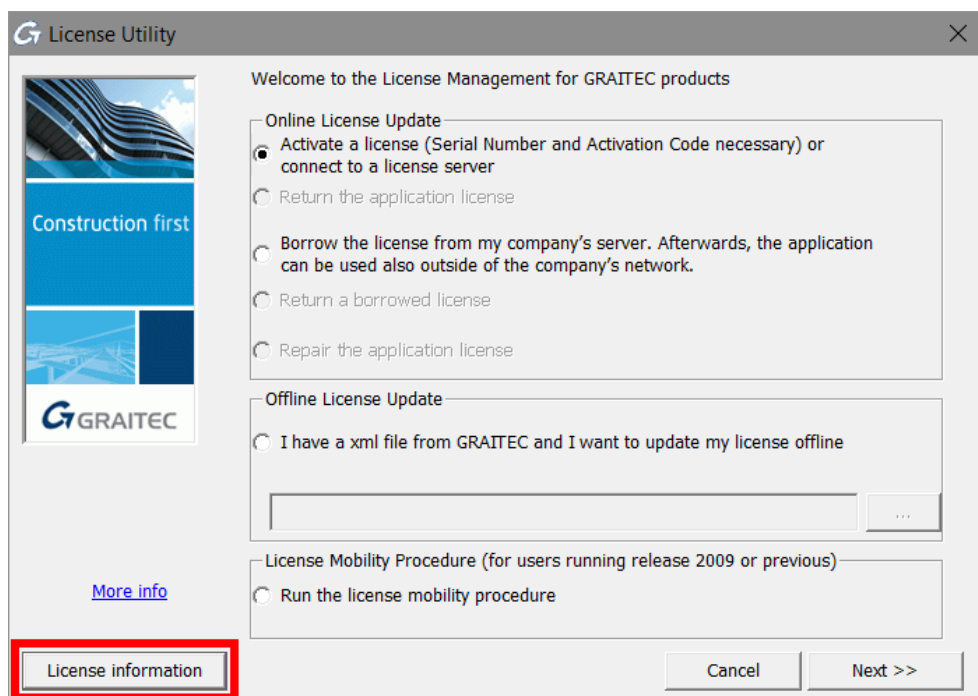 License Utility
Welcome to the License Management for GRAITEC products
Online License Update
Activate a license (Serial Number and Activation Code necessary) or
connect to a license server
Return the application license
Construction first
Borrow the license from my company's server. Afterwards, the application
can be used also outside of the company's network.
Return a borrowed license
Repair the application license
Offline License Update
GRAITEC
I have a xml file from GRAITEC and I want to update my license offline
...
License Mobility Procedure (for users running release 2009 or previous)
More info
Run the license mobility procedure
License information
Cancel
Next >>